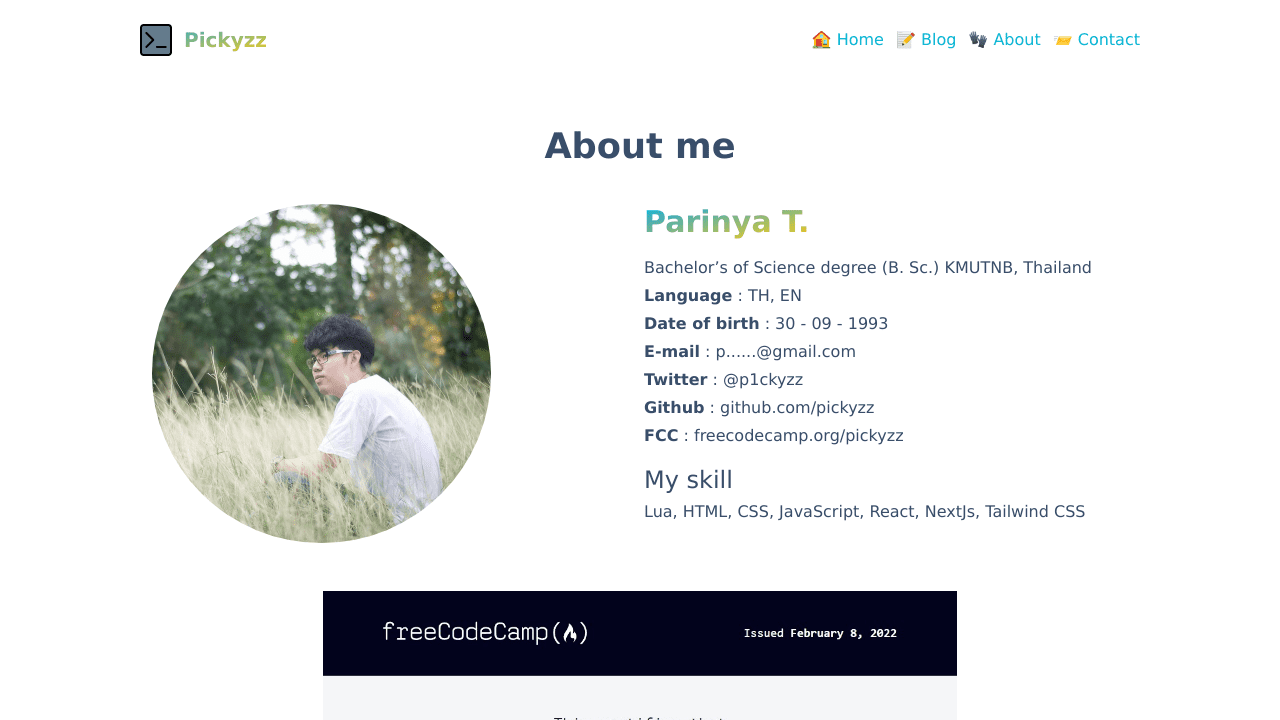 Pickyzz
🏠 Home 📝 Blog 🧤 About 📨 Contact
About me
Parinya T.
Bachelor’s of Science degree (B. Sc.) KMUTNB, Thailand
Language : TH, EN
Date of birth : 30 - 09 - 1993
E-mail : p......@gmail.com
Twitter : @p1ckyzz
Github : github.com/pickyzz
FCC : freecodecamp.org/pickyzz
My skill
Lua, HTML, CSS, JavaScript, React, NextJs, Tailwind CSS
freeCodeCamp(🔥)
Issued February 8, 2022